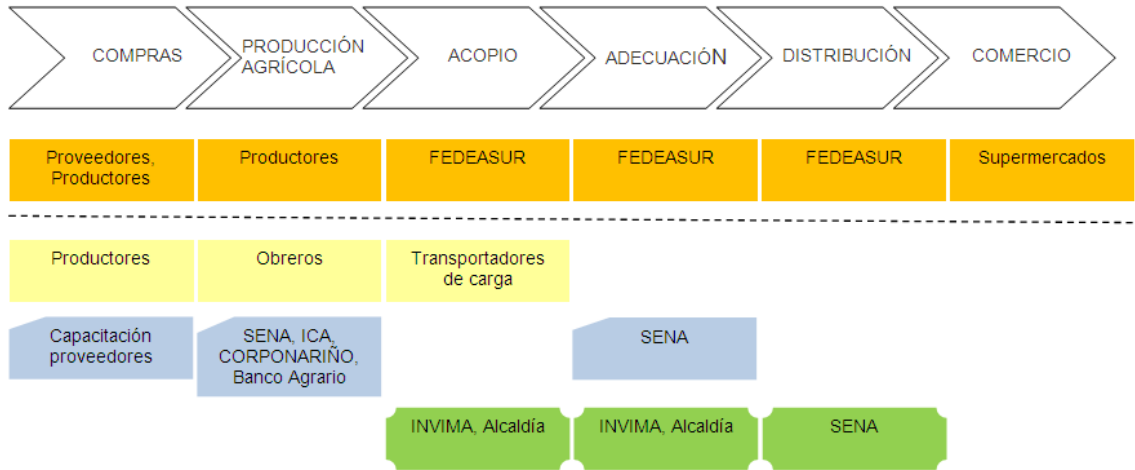 COMPRAS
PRODUCCIÓN
AGRÍCOLA
ACOPIO
ADECUACIÓN
DISTRIBUCIÓN
COMERCIO
Proveedores,
Productores
Productores
FEDEASUR
FEDEASUR
FEDEASUR
Supermercados
Productores
Obreros
Transportadores
de carga
Capacitación
proveedores
SENA, ICA,
CORPONARIÑO,
Banco Agrario
SENA
INVIMA, Alcaldía
INVIMA, Alcaldía
SENA